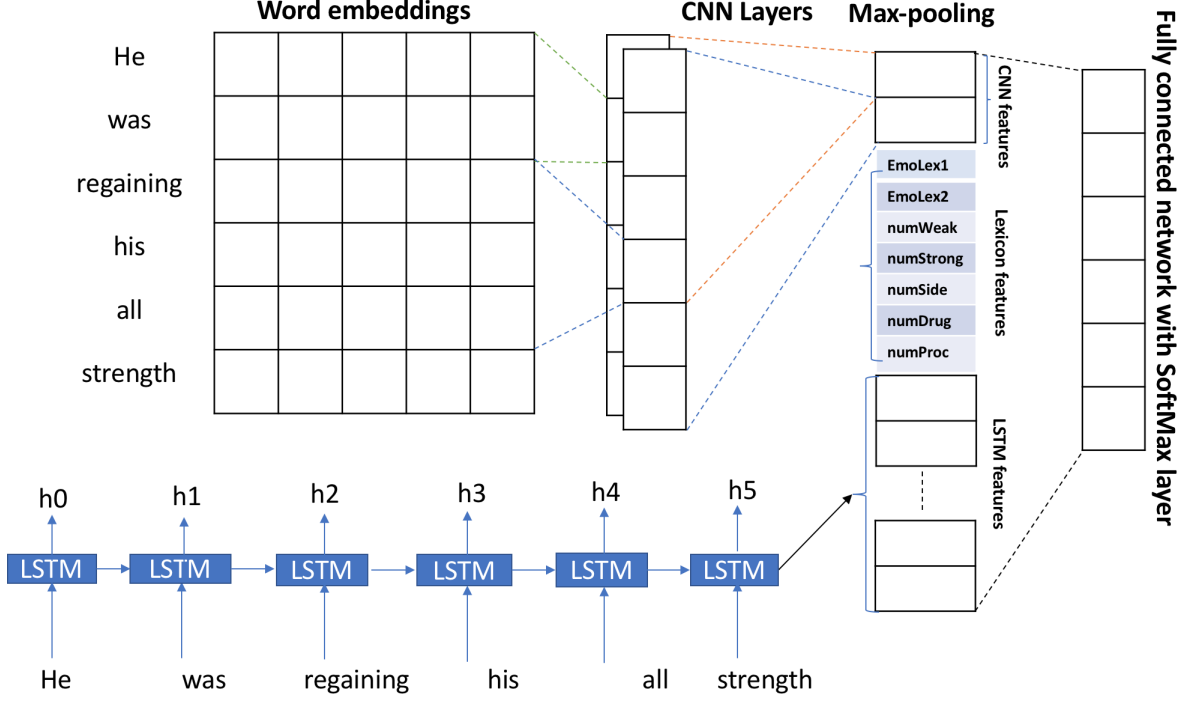 Word embeddings
CNN Layers
Max-pooling
He
was
regaining
his
all
strength
CNN features
EmoLex1
EmoLex2
numWeak
numStrong
numSide
numDrug
numProc
Lexicon features
LSTM features
Fully connected network with SoftMax layer
h0
h1
h2
h3
h4
h5
LSTM
LSTM
LSTM
LSTM
LSTM
LSTM
He
was
regaining
his
all
strength